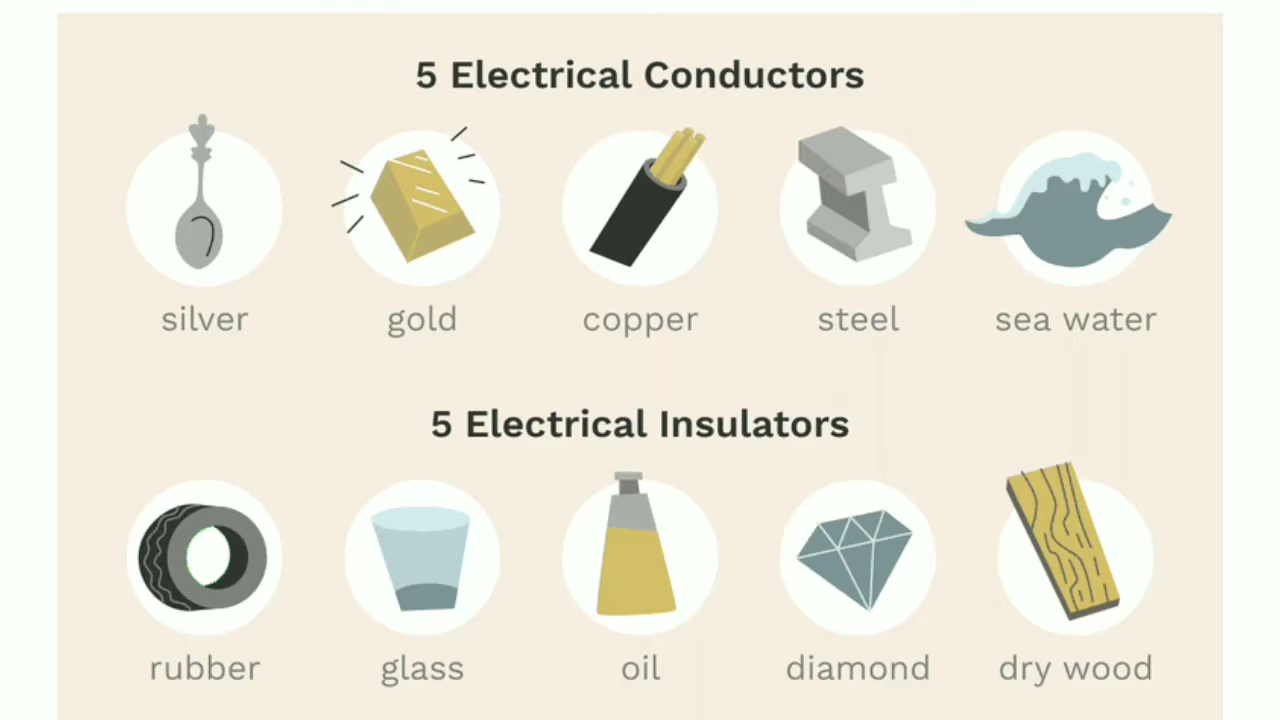 5 Electrical Conductors
silver gold copper steel sea water
5 Electrical Insulators
rubber glass oil diamond dry wood